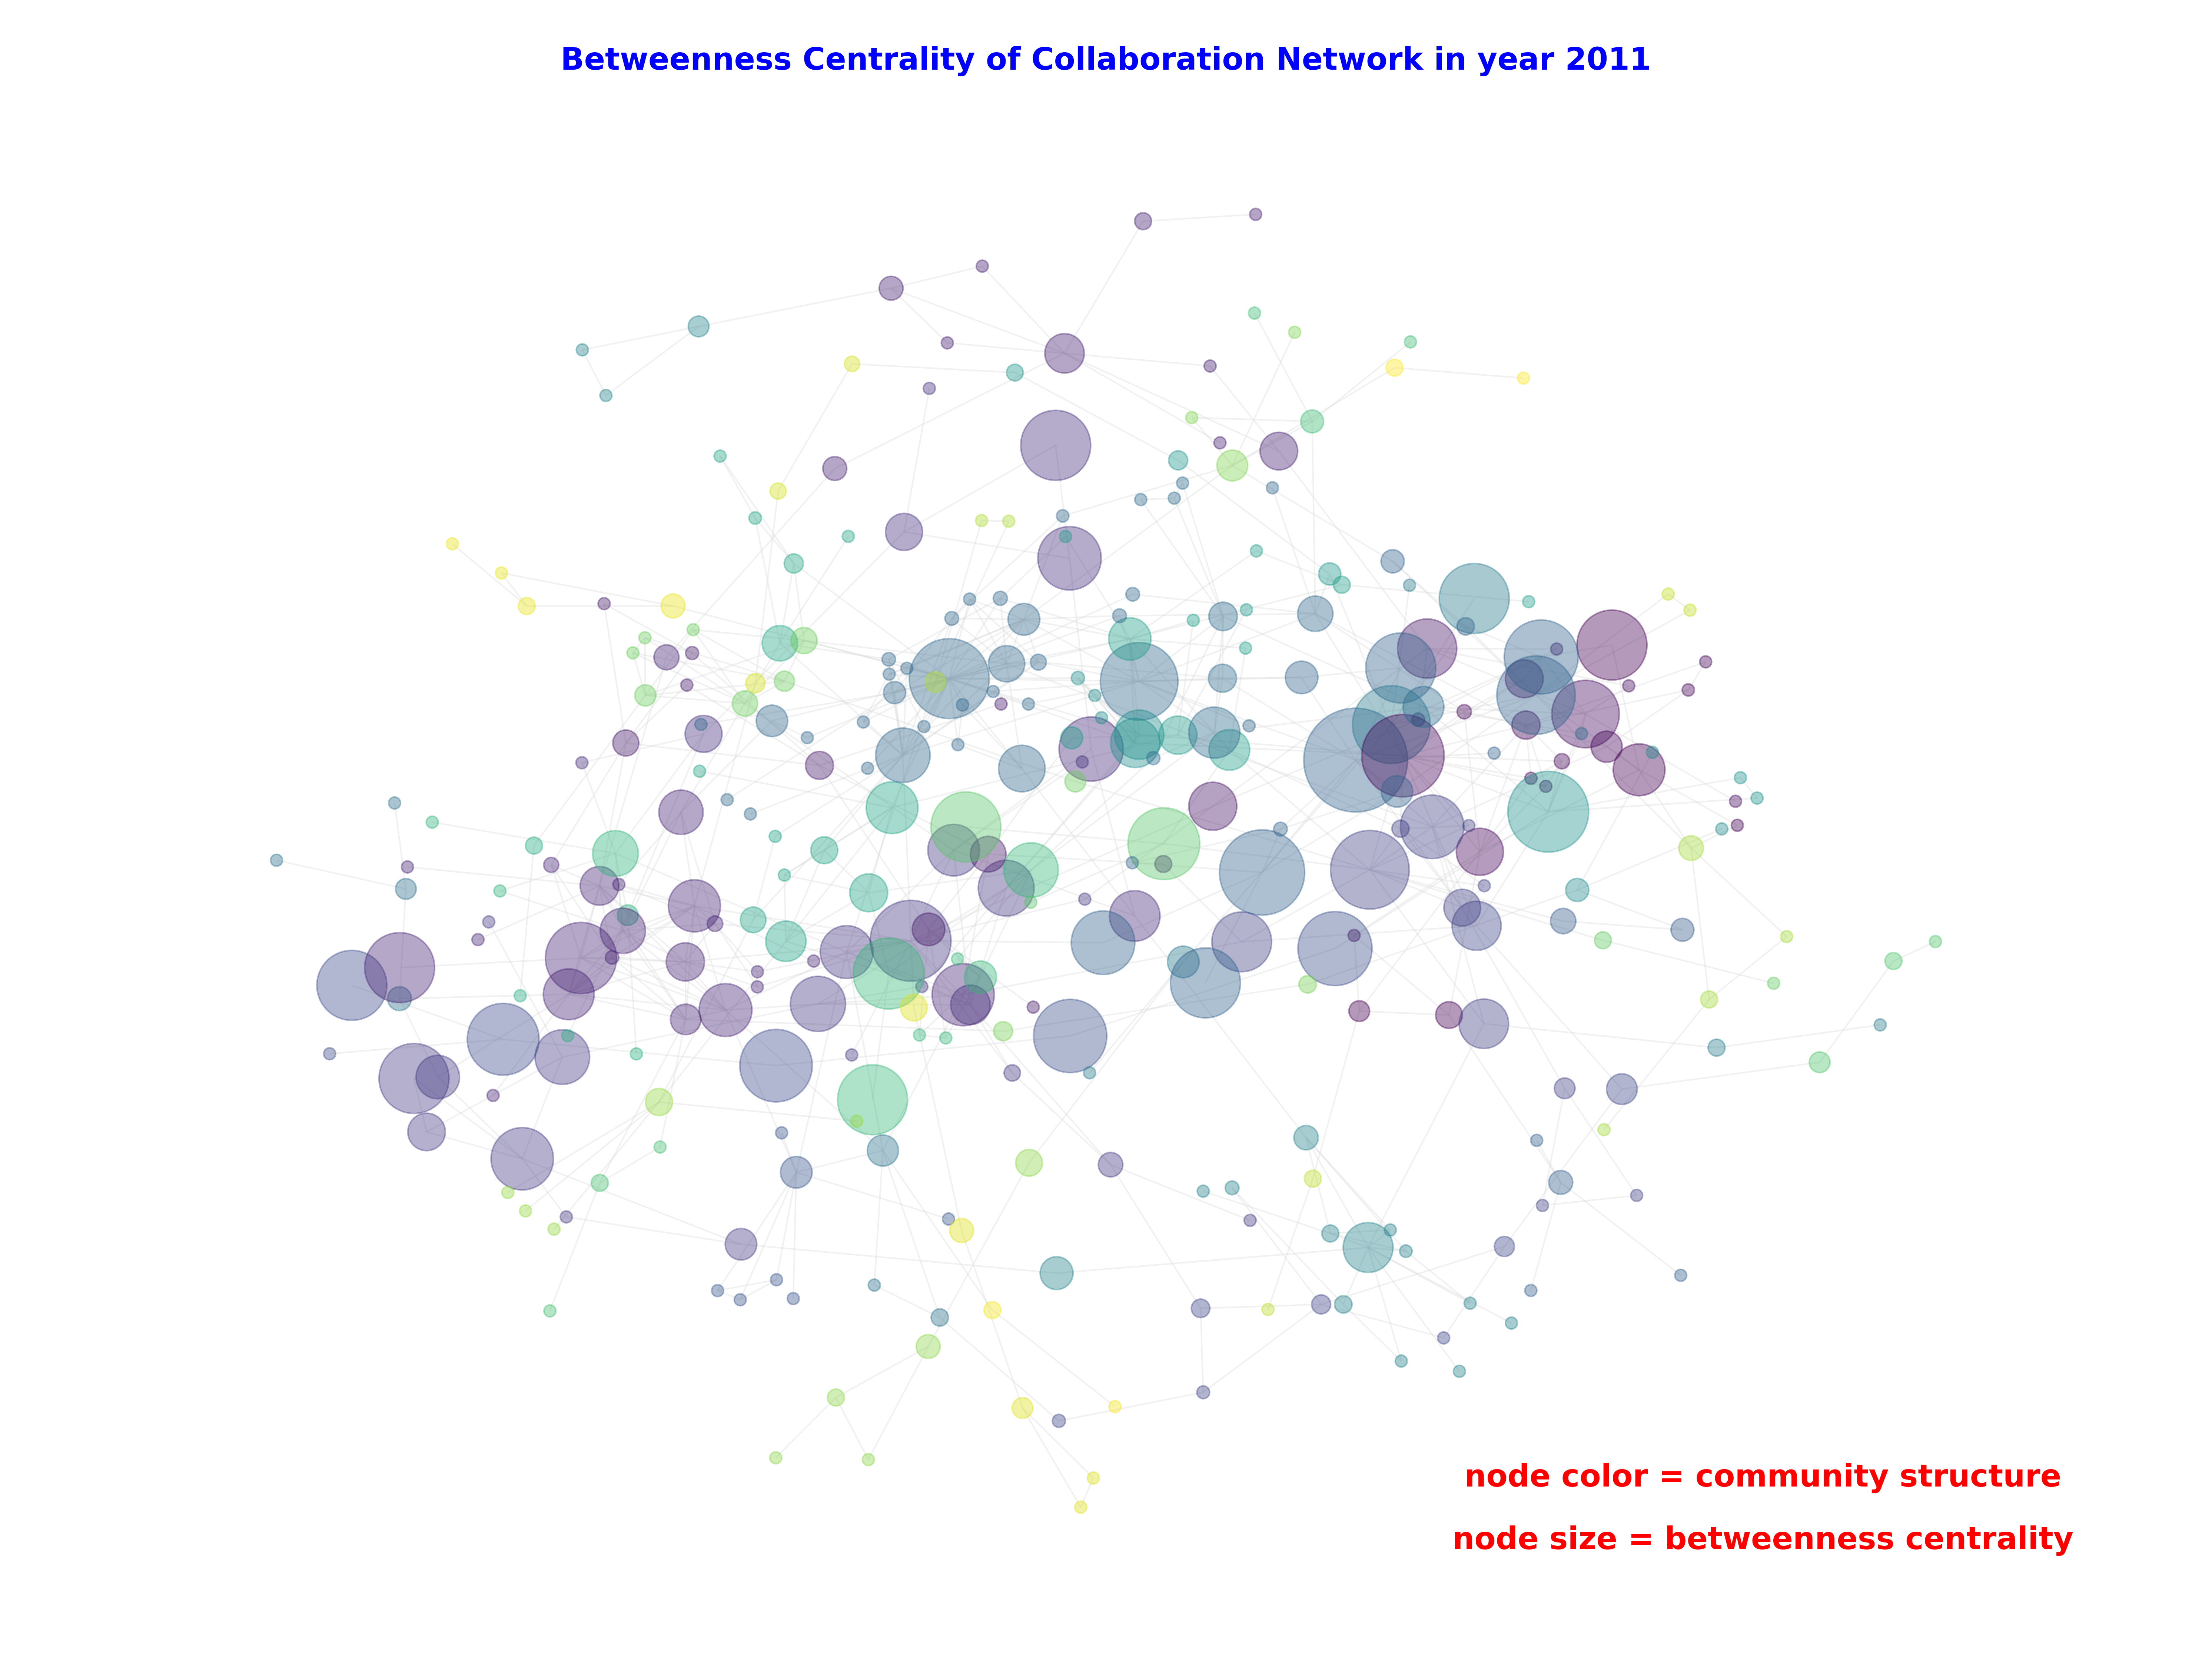 Betweenness Centrality of Collaboration Network in year 2011
node color = community structure
node size = betweenness centrality